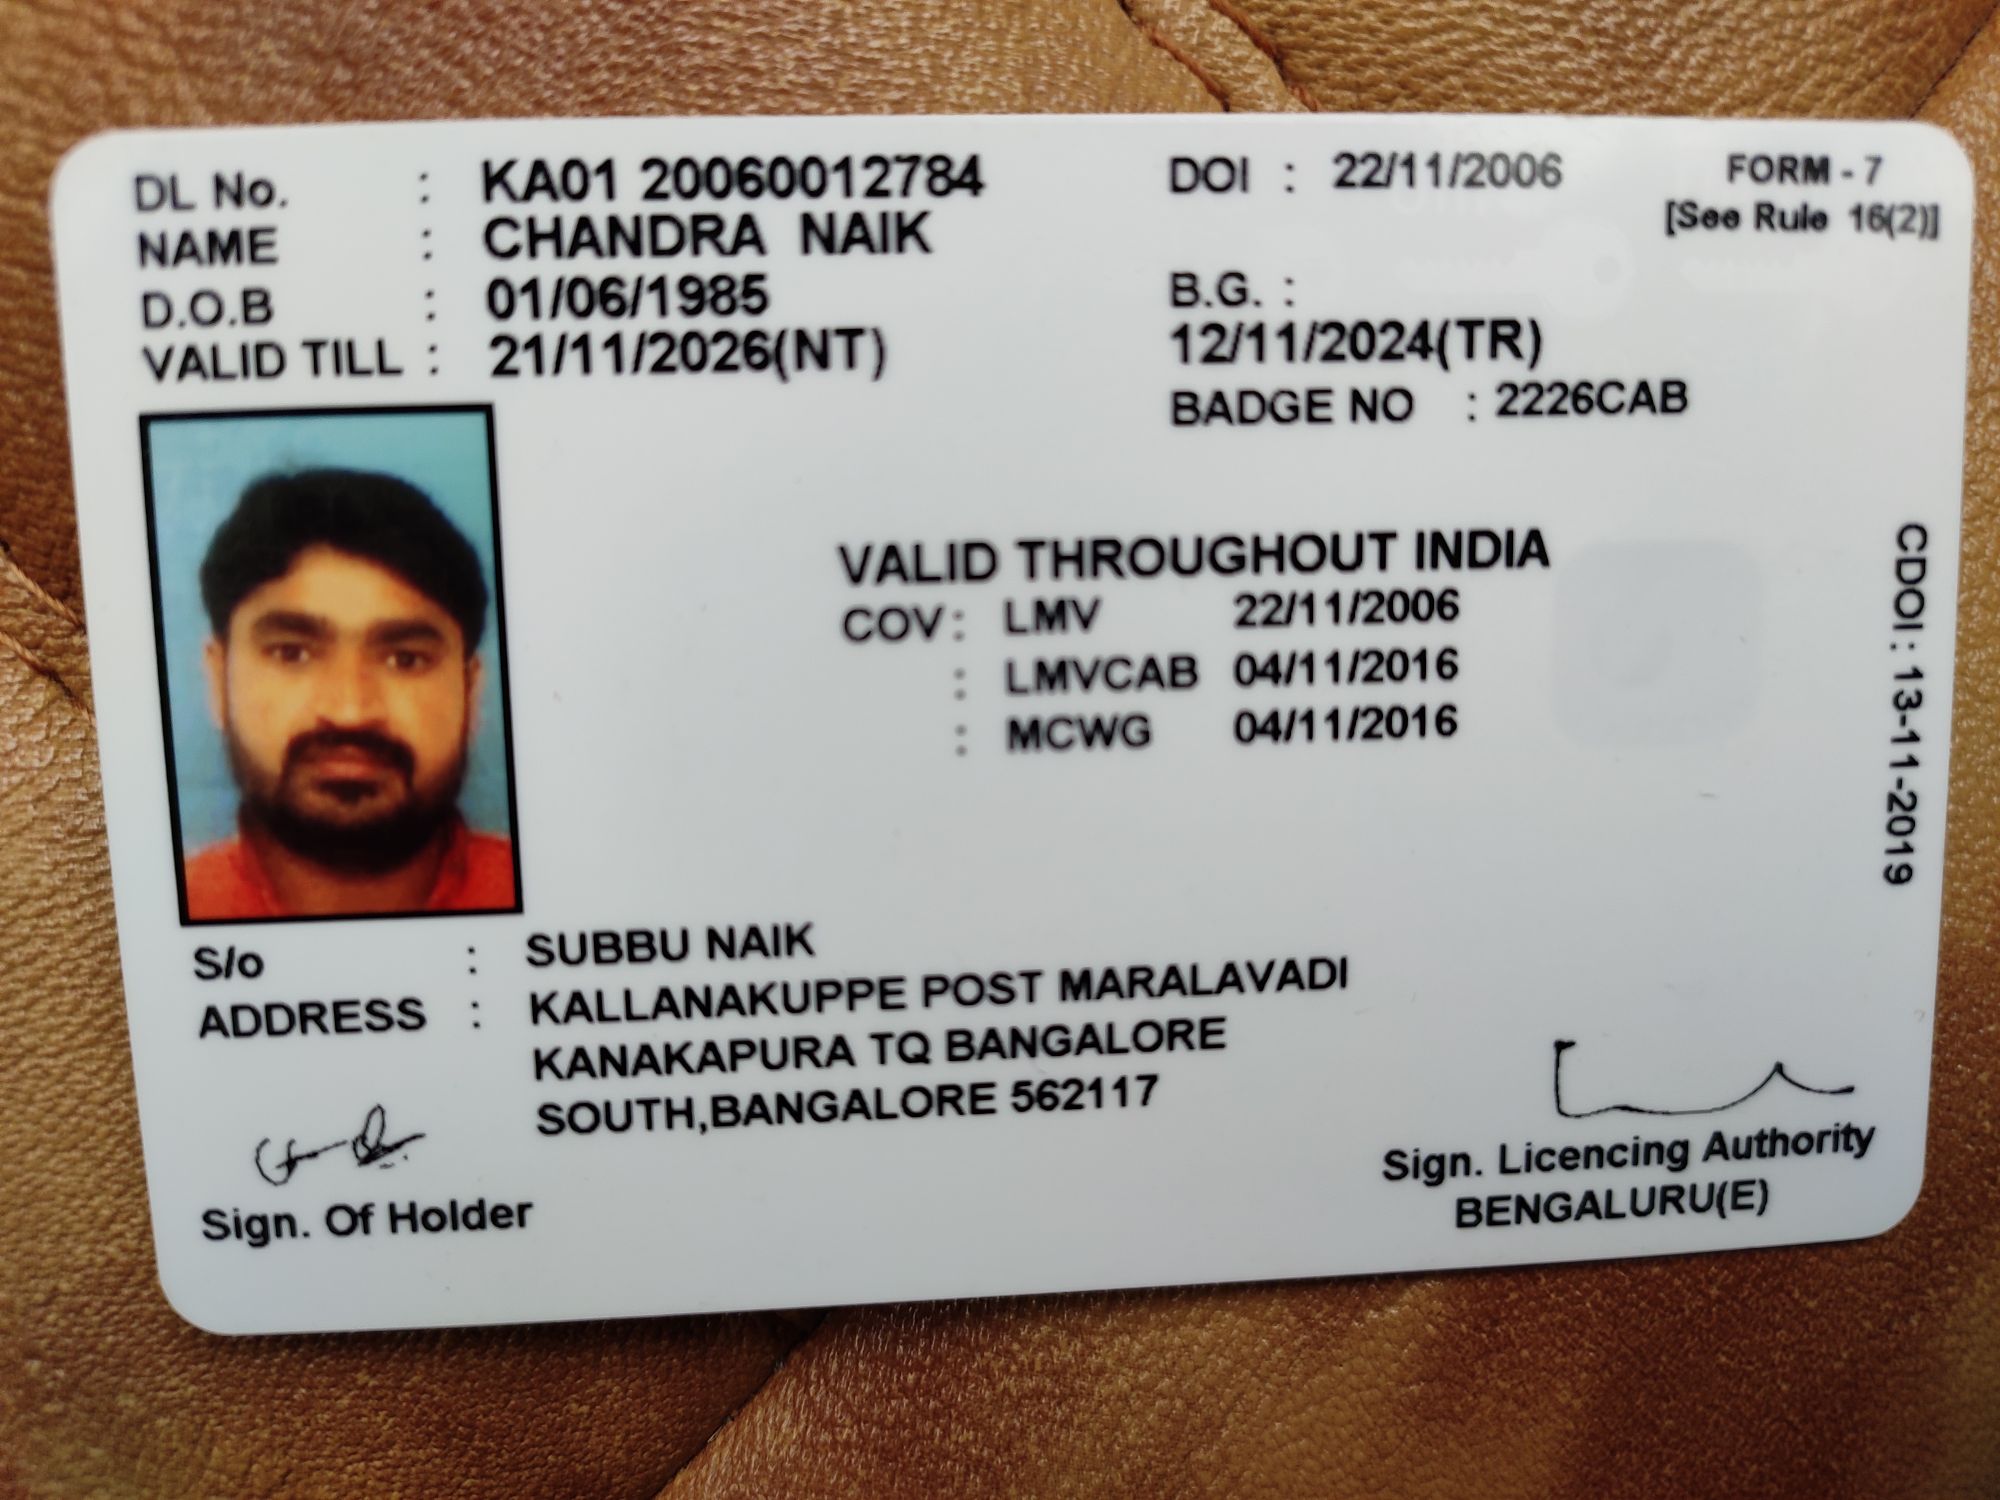 DL No. : KA01 20060012784 DOI : 22/11/2006 FORM - 7
NAME : CHANDRA NAIK [See Rule 16(2)]
D.O.B : 01/06/1985 B.G. :
VALID TILL : 21/11/2026(NT) 12/11/2024(TR)
BADGE NO : 2226CAB
VALID THROUGHOUT INDIA
COV : LMV 22/11/2006
: LMVCAB 04/11/2016
: MCWG 04/11/2016
CDOI : 13-11-2019
S/o : SUBBU NAIK
ADDRESS : KALLANAKUPPE POST MARALAVADI
KANAKAPURA TQ BANGALORE
SOUTH,BANGALORE 562117
Sign. Of Holder
Sign. Licencing Authority
BENGALURU(E)